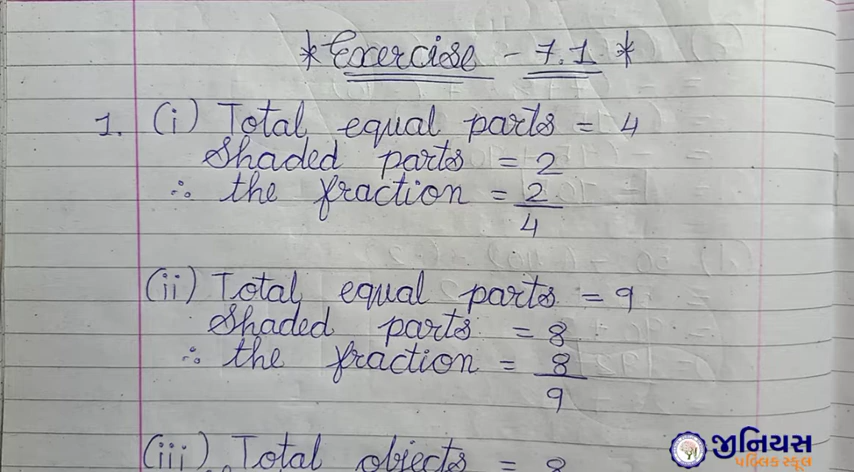 * Exercise - 7.1 *
1. (i) Total equal parts = 4
Shaded parts = 2
∴ the fraction = 2/4
(ii) Total equal parts = 9
Shaded parts = 8
∴ the fraction = 8/9
(iii) Total objects = 8
જીનિયસ
પબ્લિક સ્કૂલ